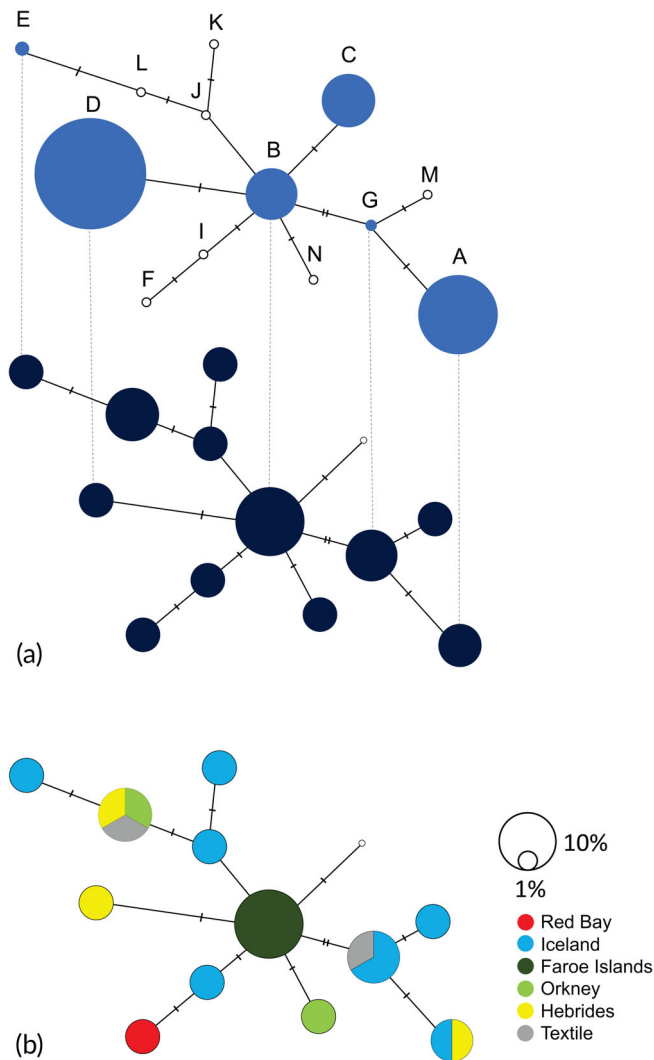 E
K
C
L
D
J
B
M
G
I
N
A
F
(a)
10%
1%
Red Bay
Iceland
Faroe Islands
Orkney
Hebrides
Textile
(b)